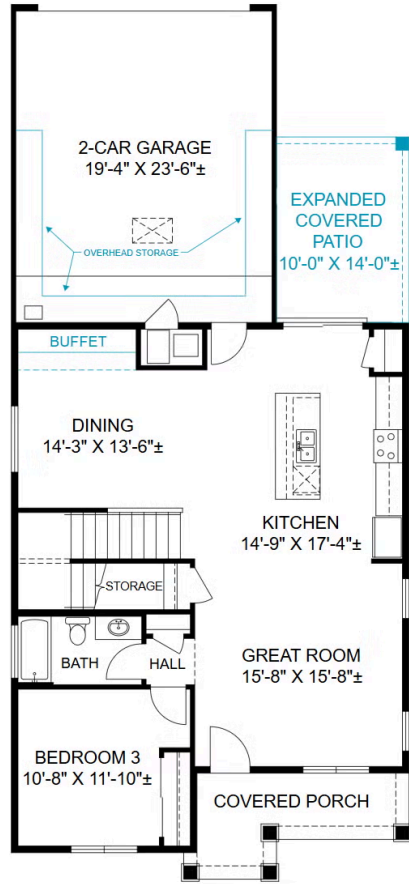 2-CAR GARAGE
19'-4" X 23'-6"±
OVERHEAD STORAGE
EXPANDED
COVERED
PATIO
10'-0" X 14'-0"±
BUFFET
DINING
14'-3" X 13'-6"±
KITCHEN
14'-9" X 17'-4"±
STORAGE
BATH
HALL
GREAT ROOM
15'-8" X 15'-8"±
BEDROOM 3
10'-8" X 11'-10"±
COVERED PORCH